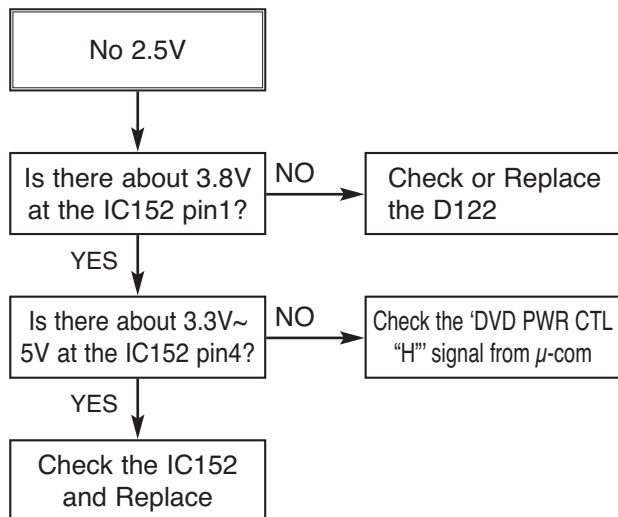 No 2.5V
Is there about 3.8V
at the IC152 pin1?
NO
Check or Replace
the D122
YES
Is there about 3.3V~
5V at the IC152 pin4?
NO
Check the ‘DVD PWR CTL
“H”’ signal from µ-com
YES
Check the IC152
and Replace